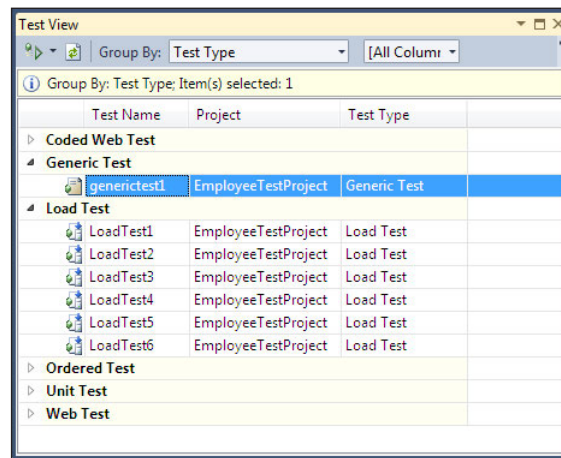 Test View
Group By: Test Type [All Colum
Group By: Test Type; Item(s) selected: 1
Test Name Project Test Type
Coded Web Test
Generic Test
generictest1 EmployeeTestProject Generic Test
Load Test
LoadTest1 EmployeeTestProject Load Test
LoadTest2 EmployeeTestProject Load Test
LoadTest3 EmployeeTestProject Load Test
LoadTest4 EmployeeTestProject Load Test
LoadTest5 EmployeeTestProject Load Test
LoadTest6 EmployeeTestProject Load Test
Ordered Test
Unit Test
Web Test